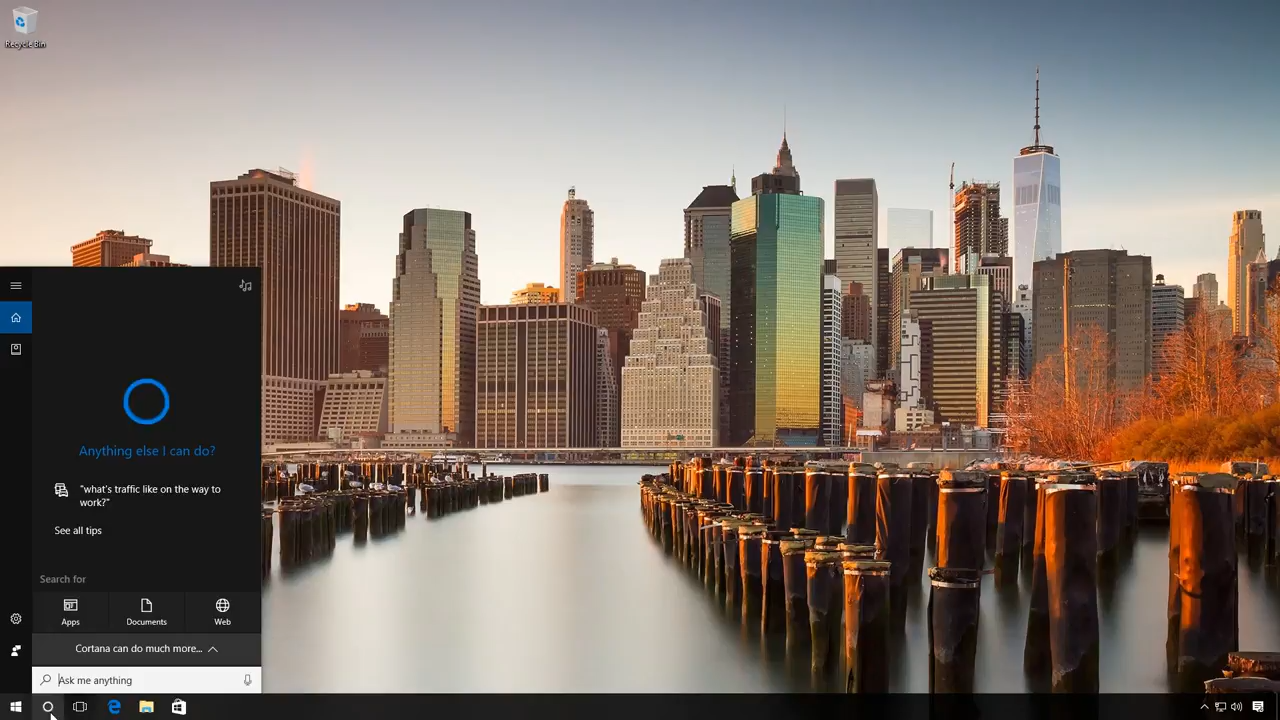 Recycle Bin
Anything else I can do?
"what's traffic like on the way to
work?"
See all tips
Search for
Apps
Documents
Web
Cortana can do much more...
Ask me anything